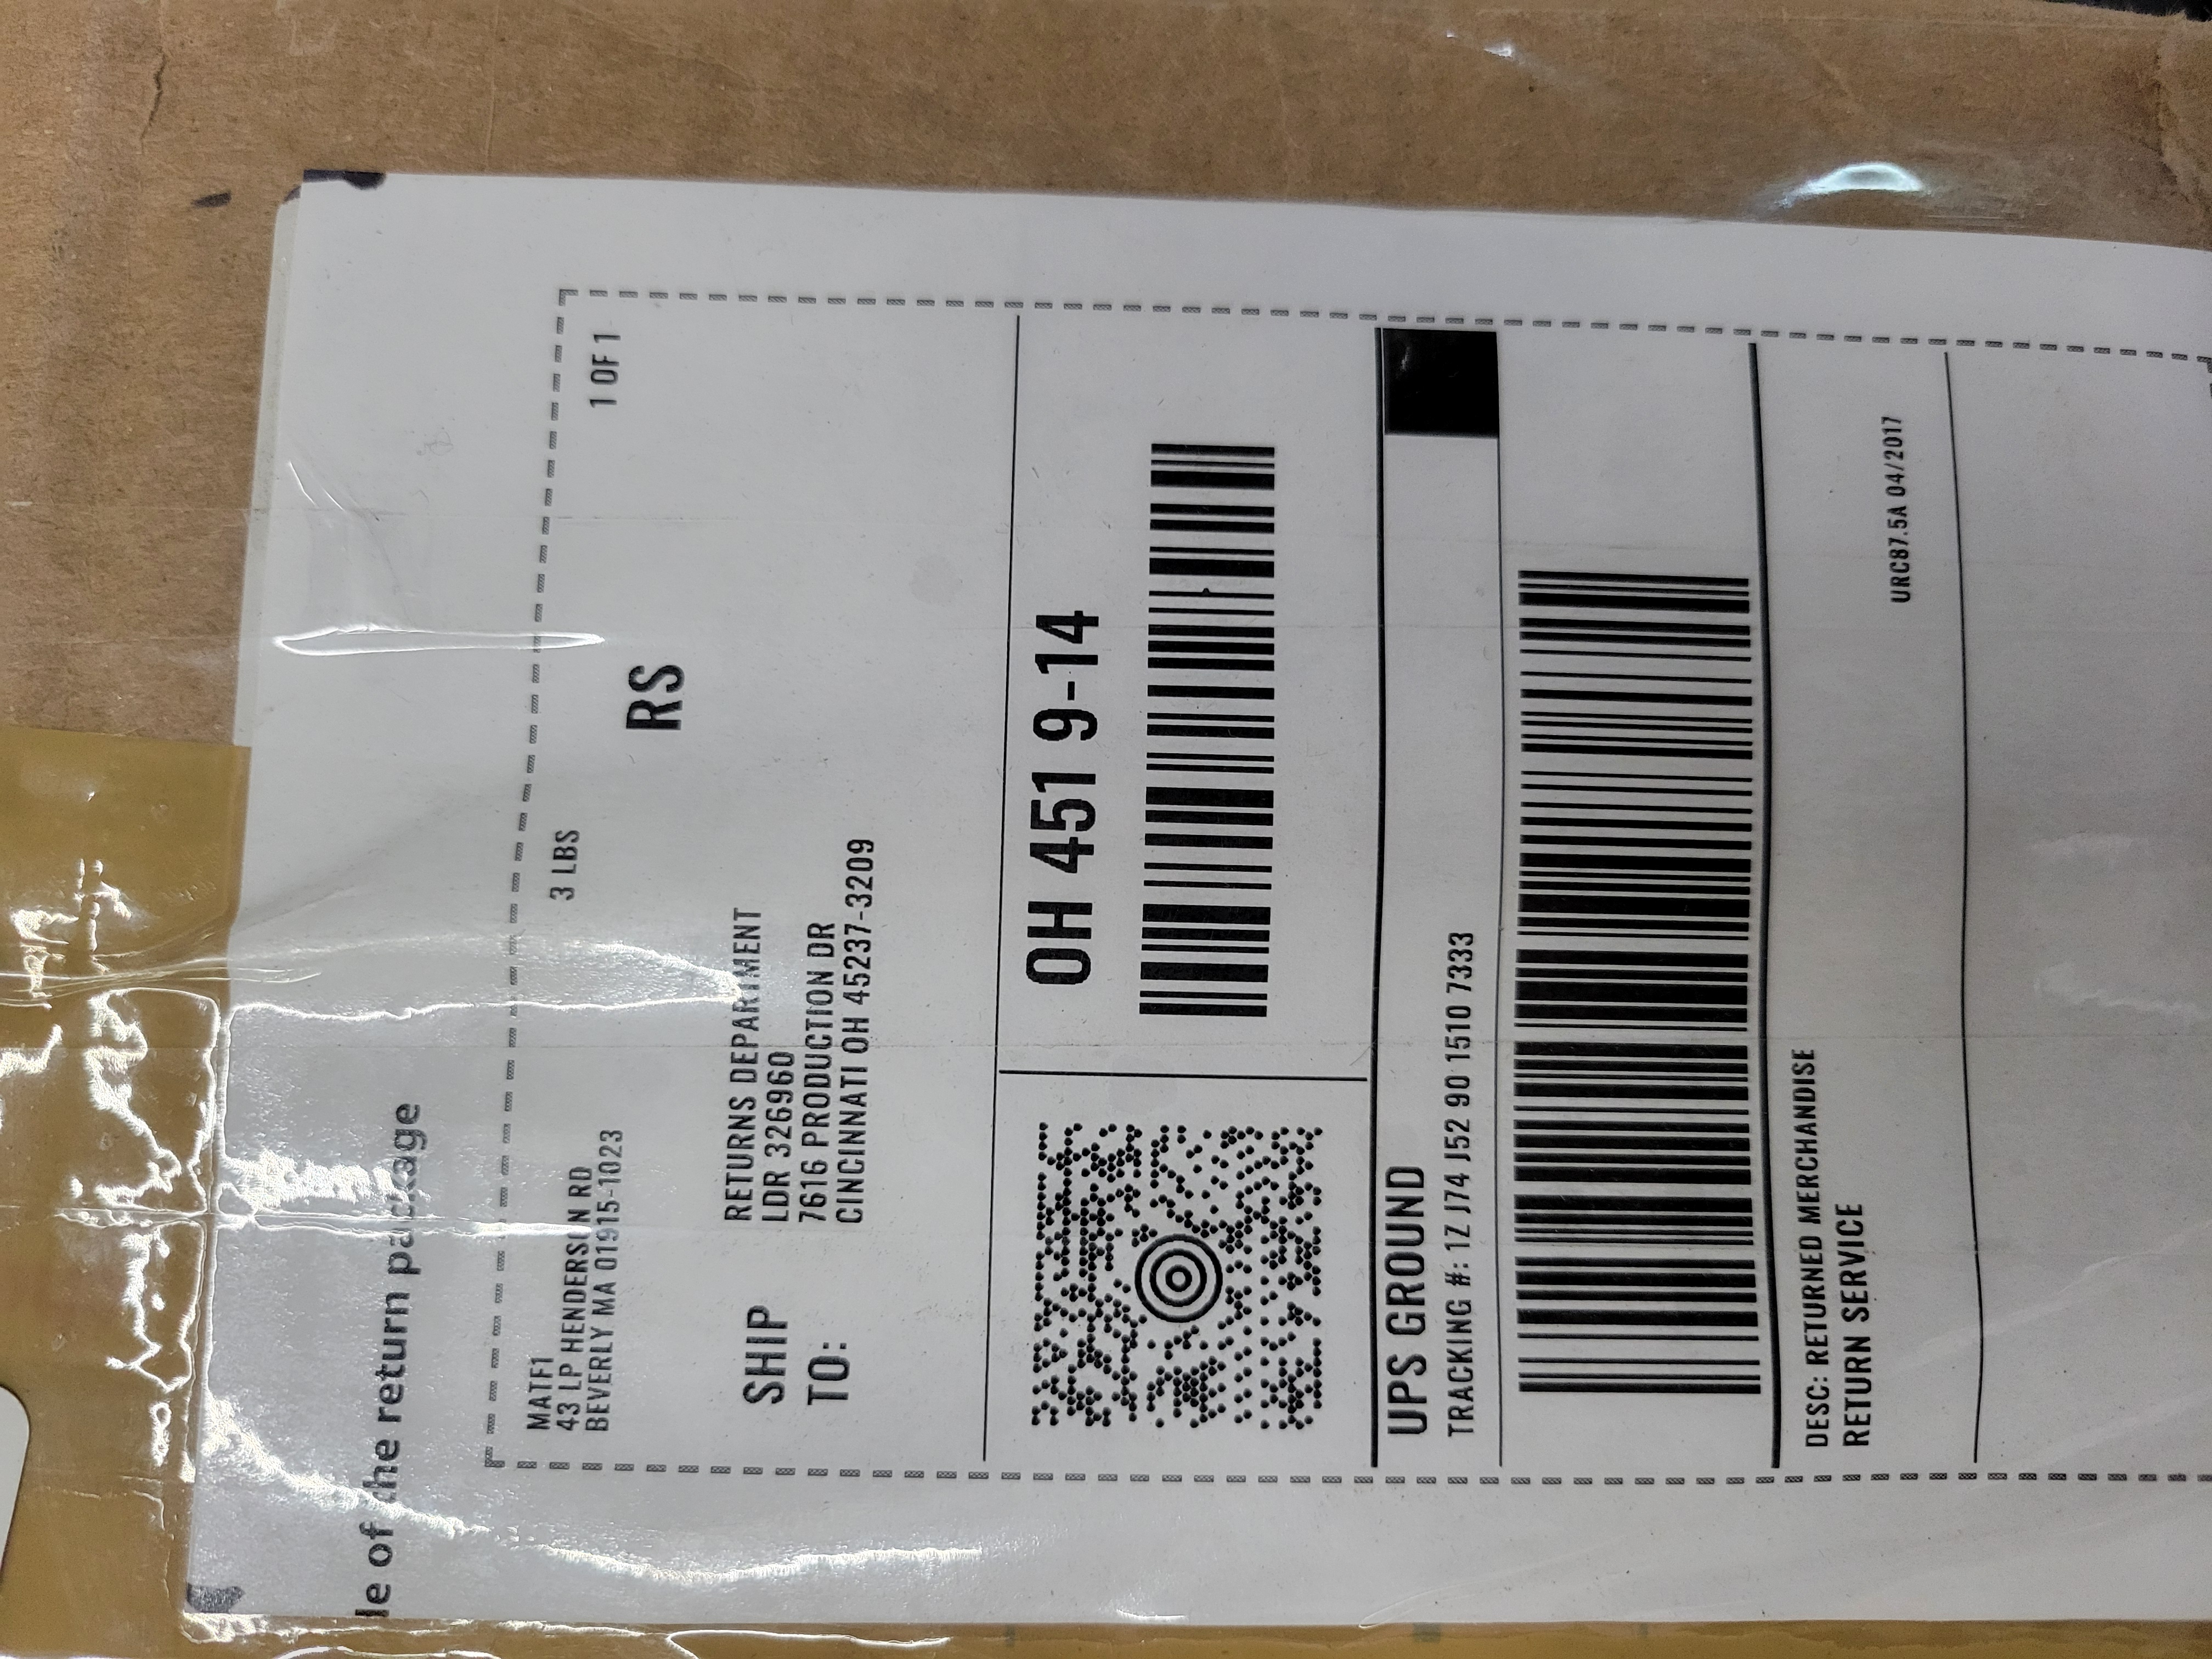 le of the return package
MATFI
43 LP HENDERSON RD
BEVERLY MA 01915-1023
3 LBS
1 OF 1
RS
SHIP
TO:
RETURNS DEPARTMENT
LDR 3326960
7616 PRODUCTION DR
CINCINNATI OH 45237-3209
OH 451 9-14
UPS GROUND
TRACKING #: 1Z J74 J52 90 1510 7333
DESC: RETURNED MERCHANDISE
RETURN SERVICE
URC87.5A 04/2017